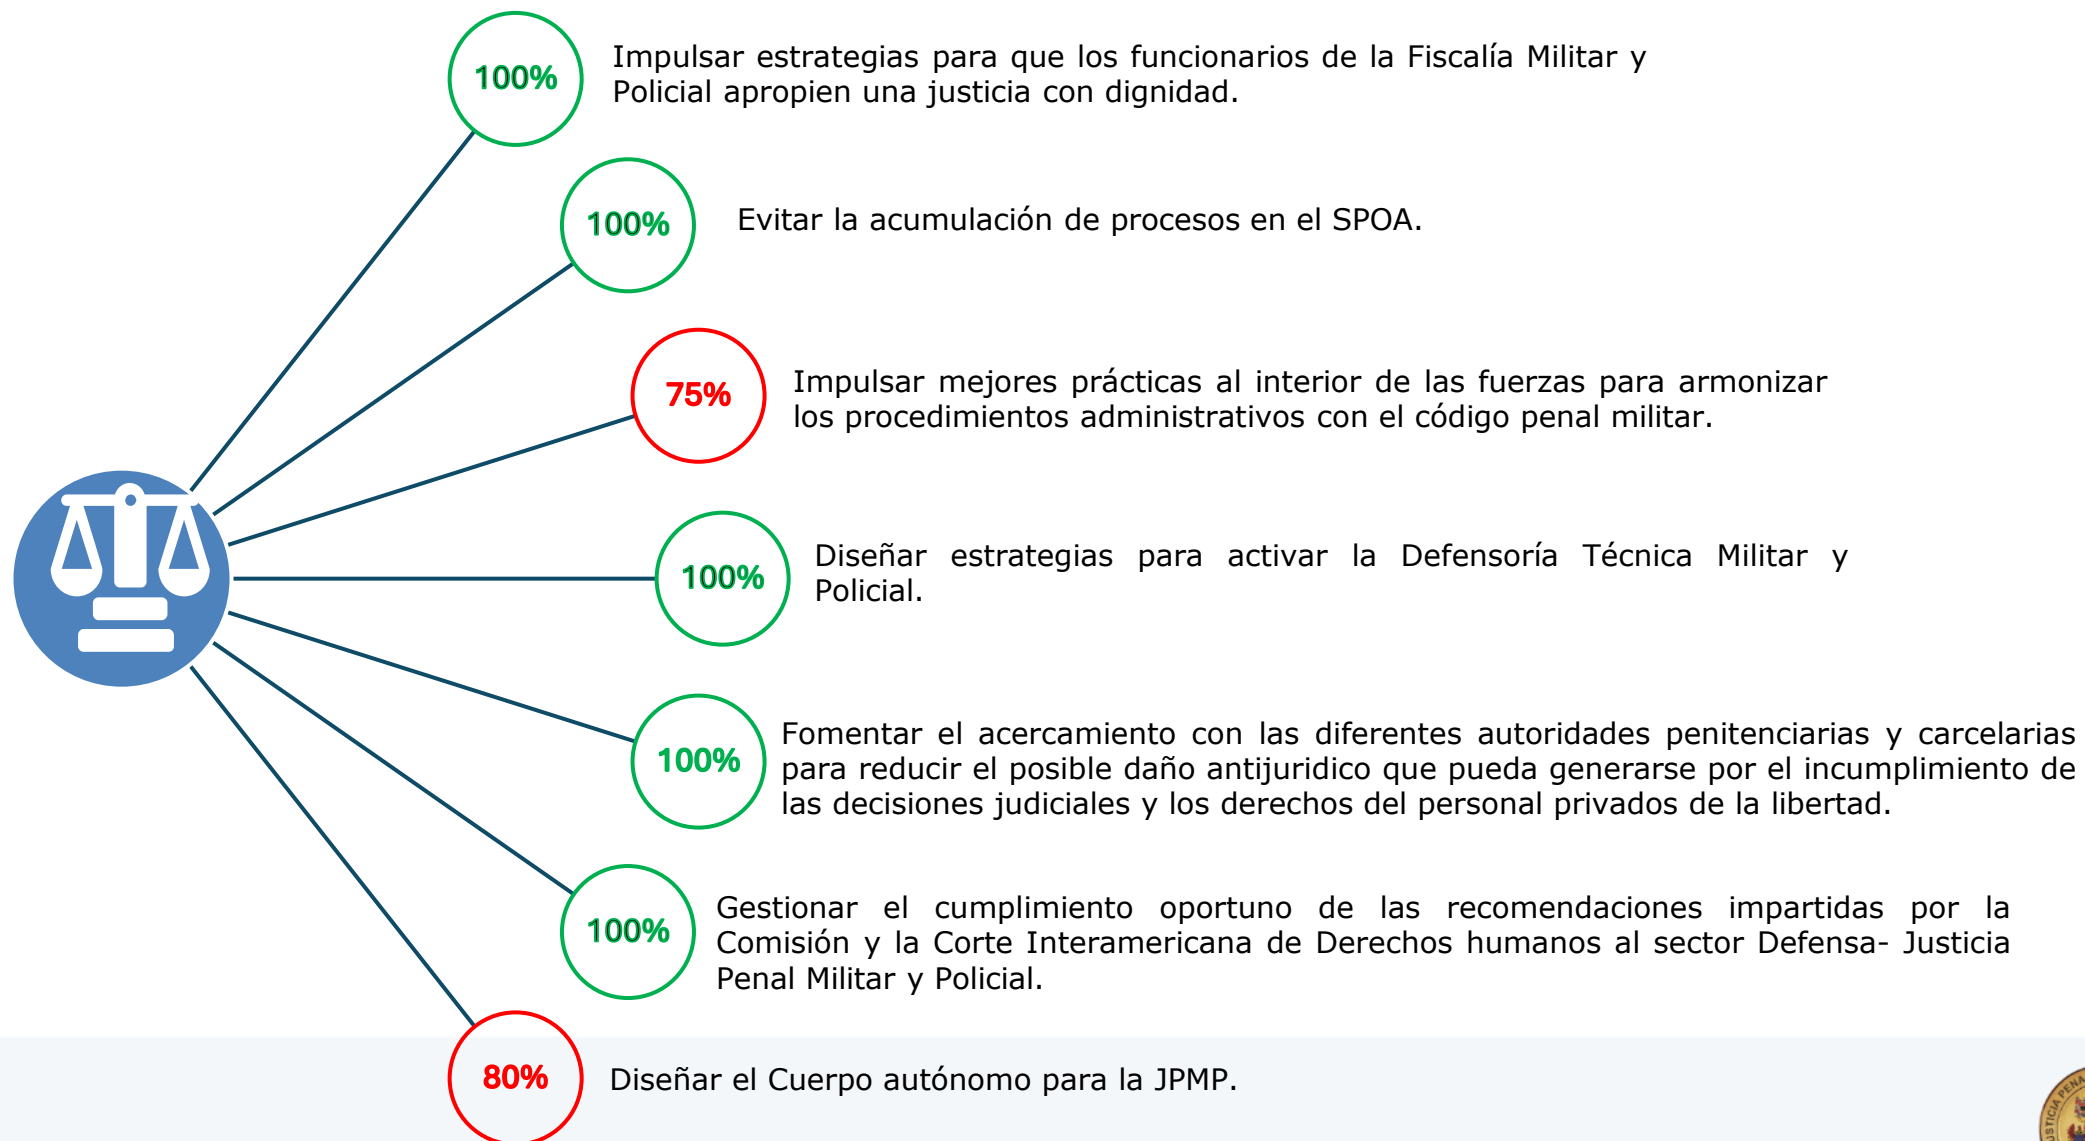 100%
Impulsar estrategias para que los funcionarios de la Fiscalía Militar y
Policial apropien una justicia con dignidad.
100%
Evitar la acumulación de procesos en el SPOA.
75%
Impulsar mejores prácticas al interior de las fuerzas para armonizar
los procedimientos administrativos con el código penal militar.
100%
Diseñar estrategias para activar la Defensoría Técnica Militar y
Policial.
100%
Fomentar el acercamiento con las diferentes autoridades penitenciarias y carcelarias
para reducir el posible daño antijuridico que pueda generarse por el incumplimiento de
las decisiones judiciales y los derechos del personal privados de la libertad.
100%
Gestionar el cumplimiento oportuno de las recomendaciones impartidas por la
Comisión y la Corte Interamericana de Derechos humanos al sector Defensa- Justicia
Penal Militar y Policial.
80%
Diseñar el Cuerpo autónomo para la JPMP.